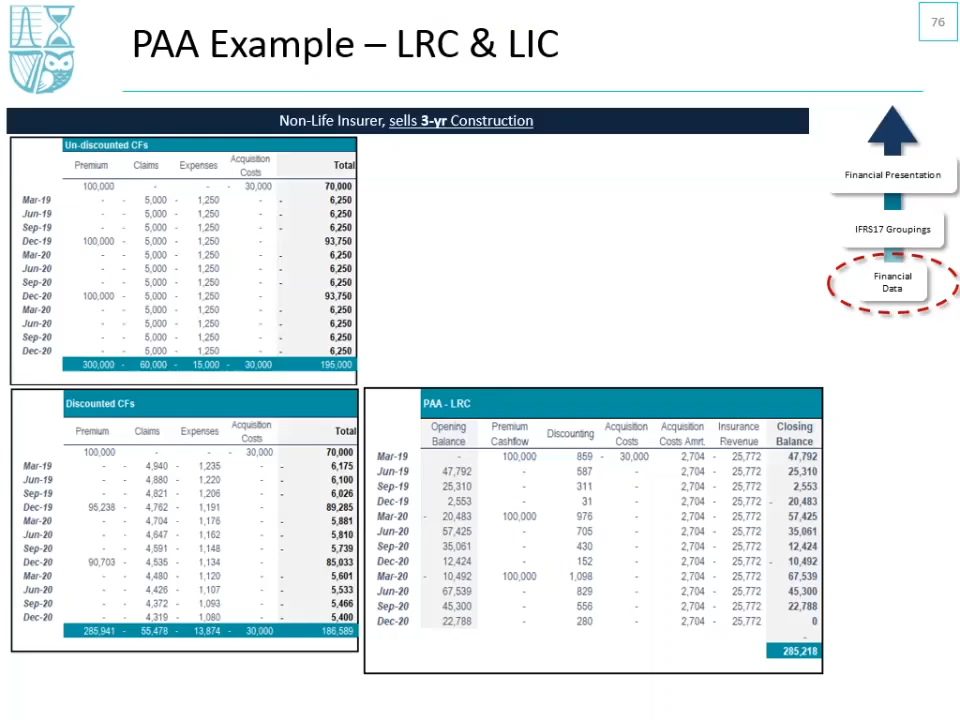 76
PAA Example – LRC & LIC
Non-Life Insurer, sells 3-yr Construction
Financial Presentation
IFRS17 Groupings
Financial
Data
Un-discounted CFs
Premium Claims Expenses Acquisition Costs Total
100,000 - - - 30,000 70,000
Mar-19 - - 5,000 - 1,250 - - 6,250
Jun-19 - - 5,000 - 1,250 - - 6,250
Sep-19 - - 5,000 - 1,250 - - 6,250
Dec-19 100,000 - 5,000 - 1,250 - 93,750
Mar-20 - - 5,000 - 1,250 - - 6,250
Jun-20 - - 5,000 - 1,250 - - 6,250
Sep-20 - - 5,000 - 1,250 - - 6,250
Dec-20 100,000 - 5,000 - 1,250 - 93,750
Mar-20 - - 5,000 - 1,250 - - 6,250
Jun-20 - - 5,000 - 1,250 - - 6,250
Sep-20 - - 5,000 - 1,250 - - 6,250
Dec-20 - - 5,000 - 1,250 - - 6,250
300,000 - 60,000 - 15,000 - 30,000 195,000
Discounted CFs
Premium Claims Expenses Acquisition Costs Total
100,000 - - - 30,000 70,000
Mar-19 - - 4,940 - 1,235 - - 6,175
Jun-19 - - 4,880 - 1,220 - - 6,100
Sep-19 - - 4,821 - 1,206 - - 6,026
Dec-19 95,238 - 4,762 - 1,191 - 89,285
Mar-20 - - 4,704 - 1,176 - - 5,881
Jun-20 - - 4,647 - 1,162 - - 5,810
Sep-20 - - 4,591 - 1,148 - - 5,739
Dec-20 90,703 - 4,535 - 1,134 - 85,033
Mar-20 - - 4,480 - 1,120 - - 5,601
Jun-20 - - 4,426 - 1,107 - - 5,533
Sep-20 - - 4,372 - 1,093 - - 5,466
Dec-20 - - 4,319 - 1,080 - - 5,400
285,941 - 55,478 - 13,874 - 30,000 186,589
PAA - LRC
Opening Balance Premium Cashflow Discounting Acquisition Costs Acquisition Costs Amrt. Insurance Revenue Closing Balance
Mar-19 - 100,000 859 - 30,000 2,704 - 25,772 47,792
Jun-19 47,792 - 587 - 2,704 - 25,772 25,310
Sep-19 25,310 - 311 - 2,704 - 25,772 2,553
Dec-19 2,553 - 31 - 2,704 - 25,772 - 20,483
Mar-20 - 20,483 100,000 976 - 2,704 - 25,772 57,425
Jun-20 57,425 - 705 - 2,704 - 25,772 35,061
Sep-20 35,061 - 430 - 2,704 - 25,772 12,424
Dec-20 12,424 - 152 - 2,704 - 25,772 - 10,492
Mar-20 - 10,492 100,000 1,098 - 2,704 - 25,772 67,539
Jun-20 67,539 - 829 - 2,704 - 25,772 45,300
Sep-20 45,300 - 556 - 2,704 - 25,772 22,788
Dec-20 22,788 - 280 - 2,704 - 25,772 0
-
285,218